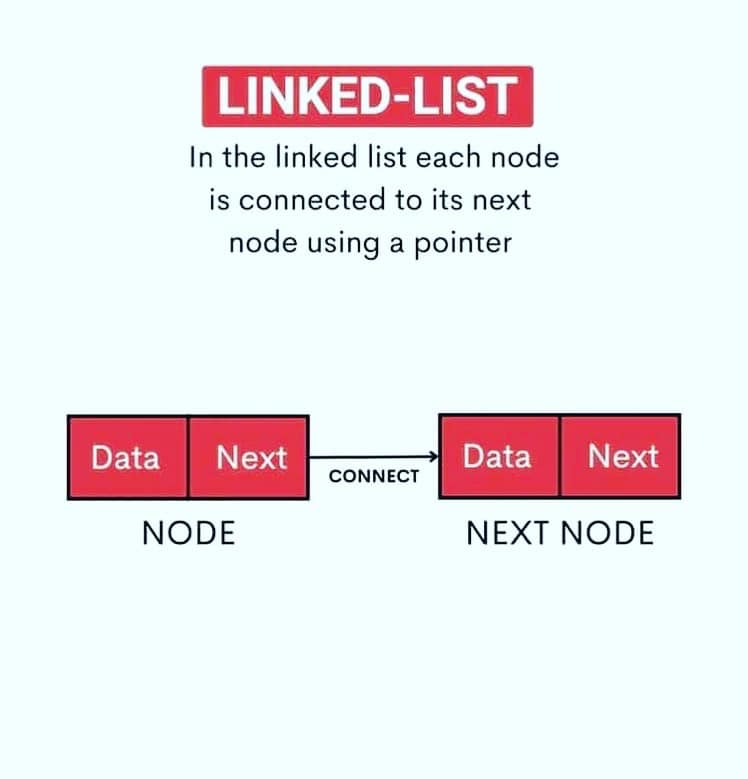 LINKED-LIST
In the linked list each node
is connected to its next
node using a pointer
Data Next CONNECT Data Next
NODE NEXT NODE